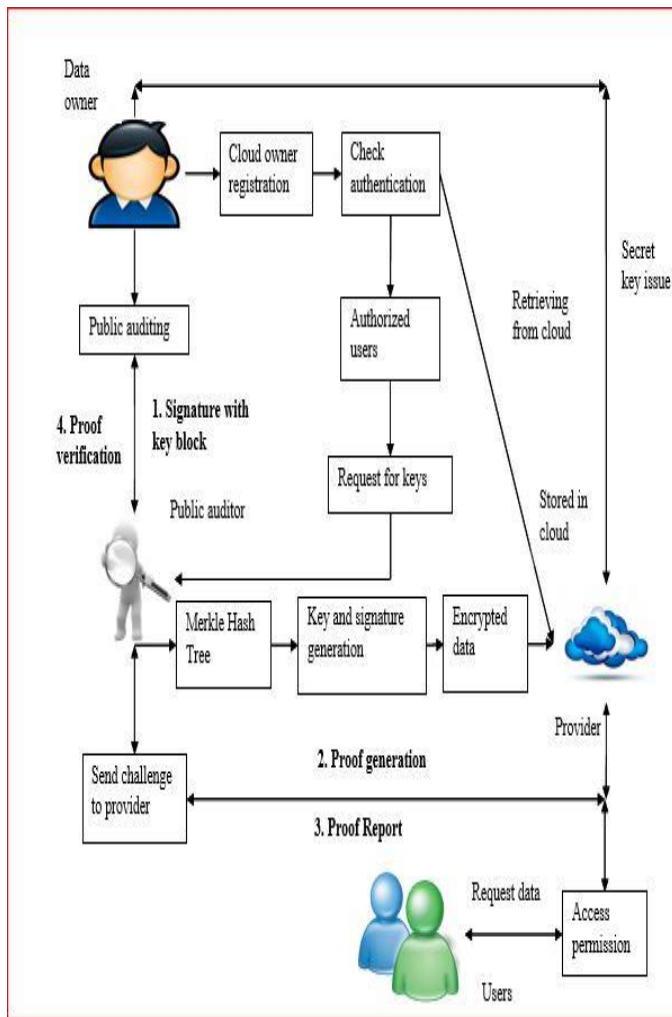 Data
owner
Cloud owner
registration
Check
authentication
Secret
key issue
Retrieving
from cloud
Public auditing
Authorized
users
1. Signature with
key block
4. Proof
verification
Request for keys
Public auditor
Stored in
cloud
Merkle Hash
Tree
Key and signature
generation
Encrypted
data
Provider
Send challenge
to provider
2. Proof generation
3. Proof Report
Request data
Access
permission
Users